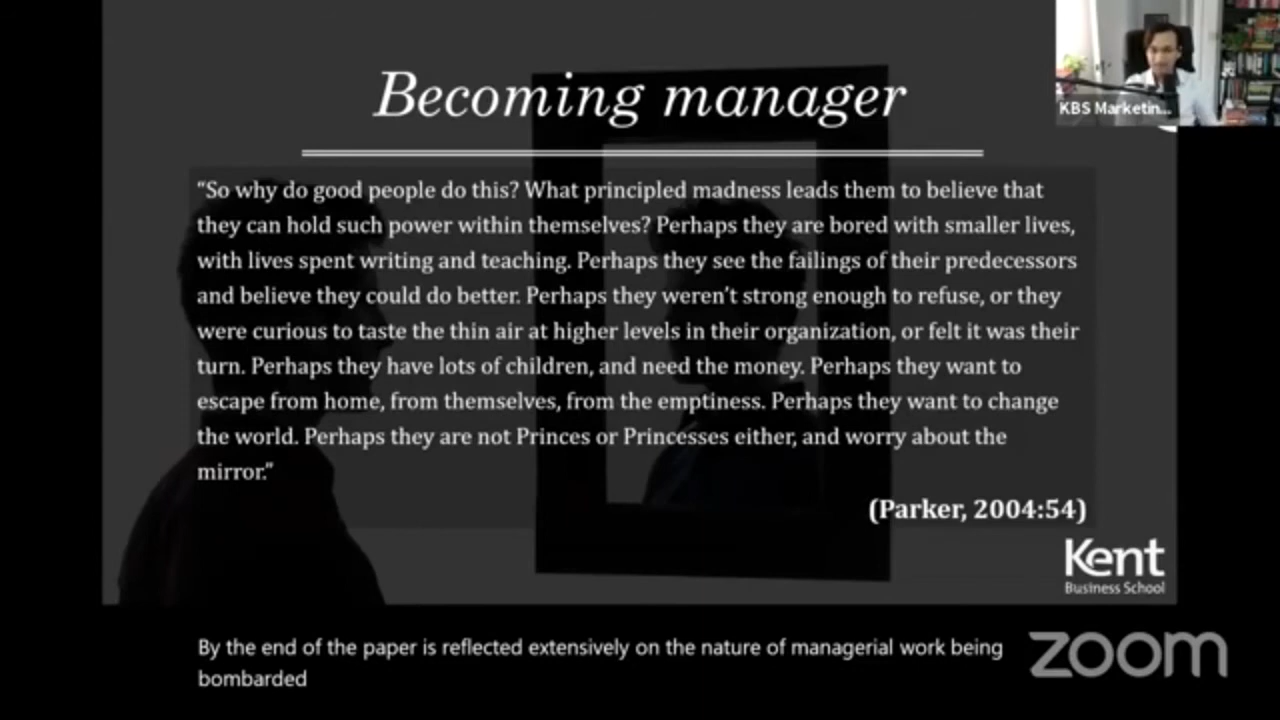 Becoming manager
KBS Marketin...
“So why do good people do this? What principled madness leads them to believe that
they can hold such power within themselves? Perhaps they are bored with smaller lives,
with lives spent writing and teaching. Perhaps they see the failings of their predecessors
and believe they could do better. Perhaps they weren’t strong enough to refuse, or they
were curious to taste the thin air at higher levels in their organization, or felt it was their
turn. Perhaps they have lots of children, and need the money. Perhaps they want to
escape from home, from themselves, from the emptiness. Perhaps they want to change
the world. Perhaps they are not Princes or Princesses either, and worry about the
mirror.”
(Parker, 2004:54)
Kent
Business School
By the end of the paper is reflected extensively on the nature of managerial work being
bombarded
zoom